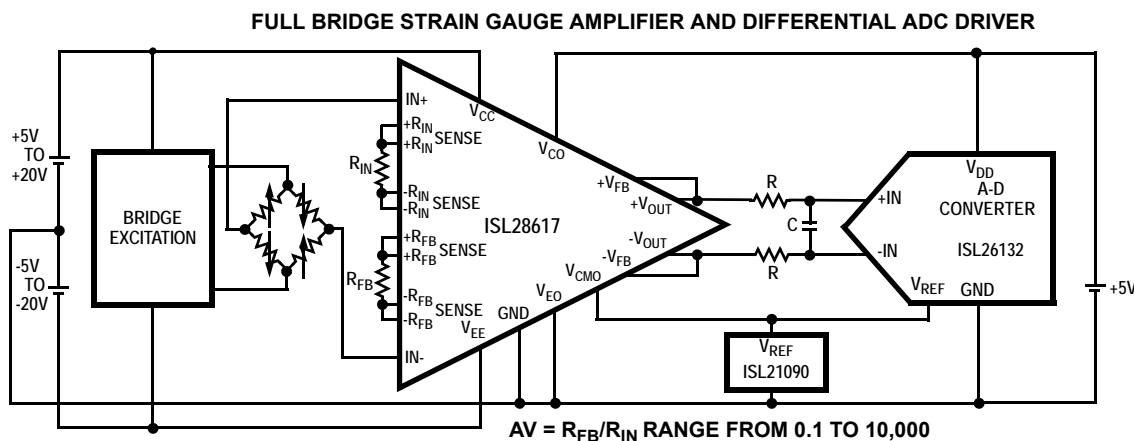 FULL BRIDGE STRAIN GAUGE AMPLIFIER AND DIFFERENTIAL ADC DRIVER
+5V
TO
+20V
-5V
TO
-20V
BRIDGE
EXCITATION
IN+
+RIN
+RIN SENSE
RIN
-RIN
-RIN SENSE
+RFB
+RFB SENSE
RFB
-RFB
-RFB SENSE
IN-
VCC
VCO
ISL28617
+VFB
+VOUT
-VOUT
-VFB
VCMO
VEO
GND
VEE
R
C
R
VDD
A-D
CONVERTER
+IN
-IN
ISL26132
VREF
GND
+5V
VREF
ISL21090
AV = RFB/RIN RANGE FROM 0.1 TO 10,000